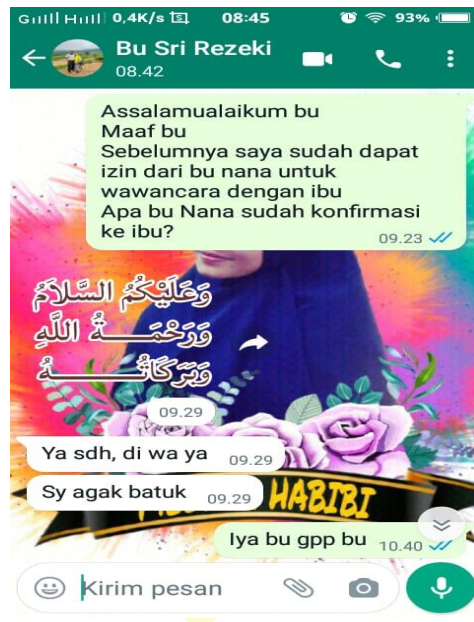 0,4K/s 08:45 93%
Bu Sri Rezeki
08.42
Assalamualaikum bu
Maaf bu
Sebelumnya saya sudah dapat
izin dari bu nana untuk
wawancara dengan ibu
Apa bu Nana sudah konfirmasi
ke ibu?
09.23
وَعَلَيْكُمُ السَّلَامُ
وَرَحْمَةُ اللَّهِ
وَبَرَكَاتُهُ
09.29
Ya sdh, di wa ya 09.29
Sy agak batuk 09.29
HABIBI
Iya bu gpp bu 10.40
Kirim pesan